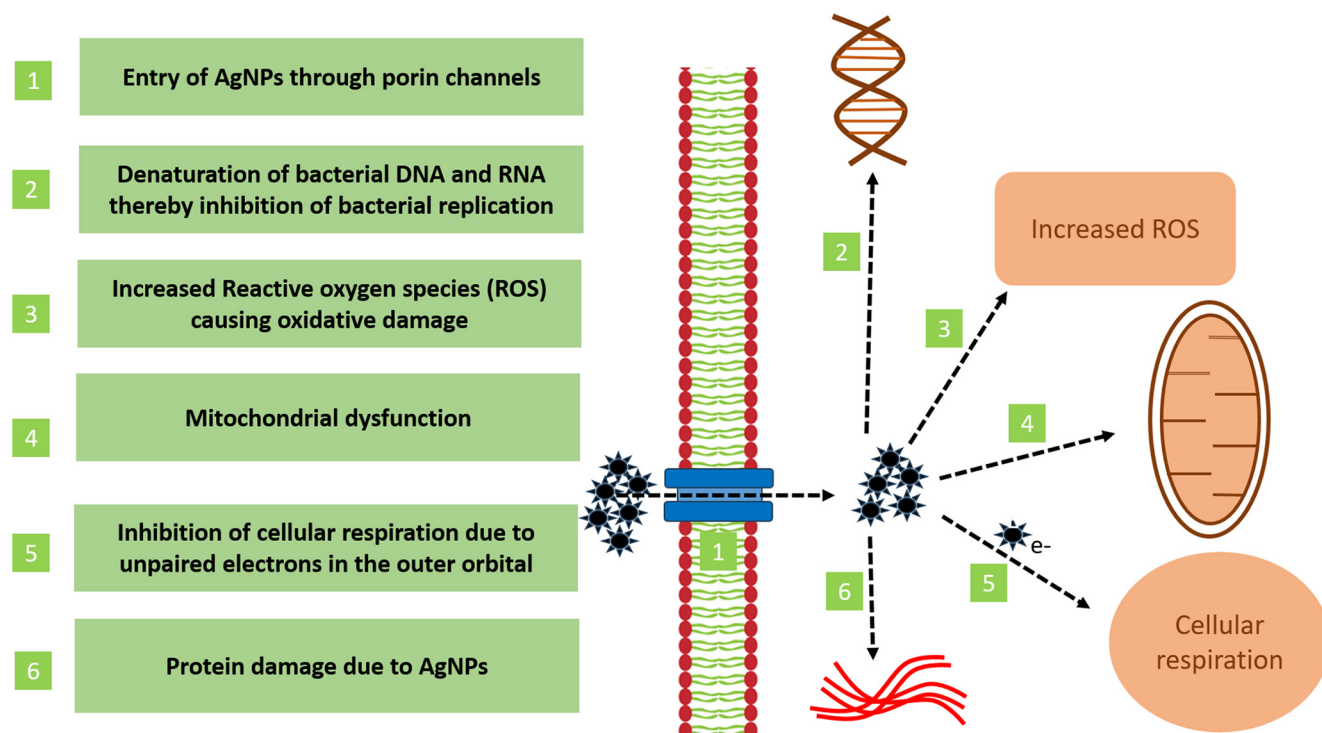 1
Entry of AgNPs through porin channels
2
Denaturation of bacterial DNA and RNA
thereby inhibition of bacterial replication
3
Increased Reactive oxygen species (ROS)
causing oxidative damage
4
Mitochondrial dysfunction
5
Inhibition of cellular respiration due to
unpaired electrons in the outer orbital
6
Protein damage due to AgNPs
1
2
3
Increased ROS
4
e-
5
Cellular
respiration
6